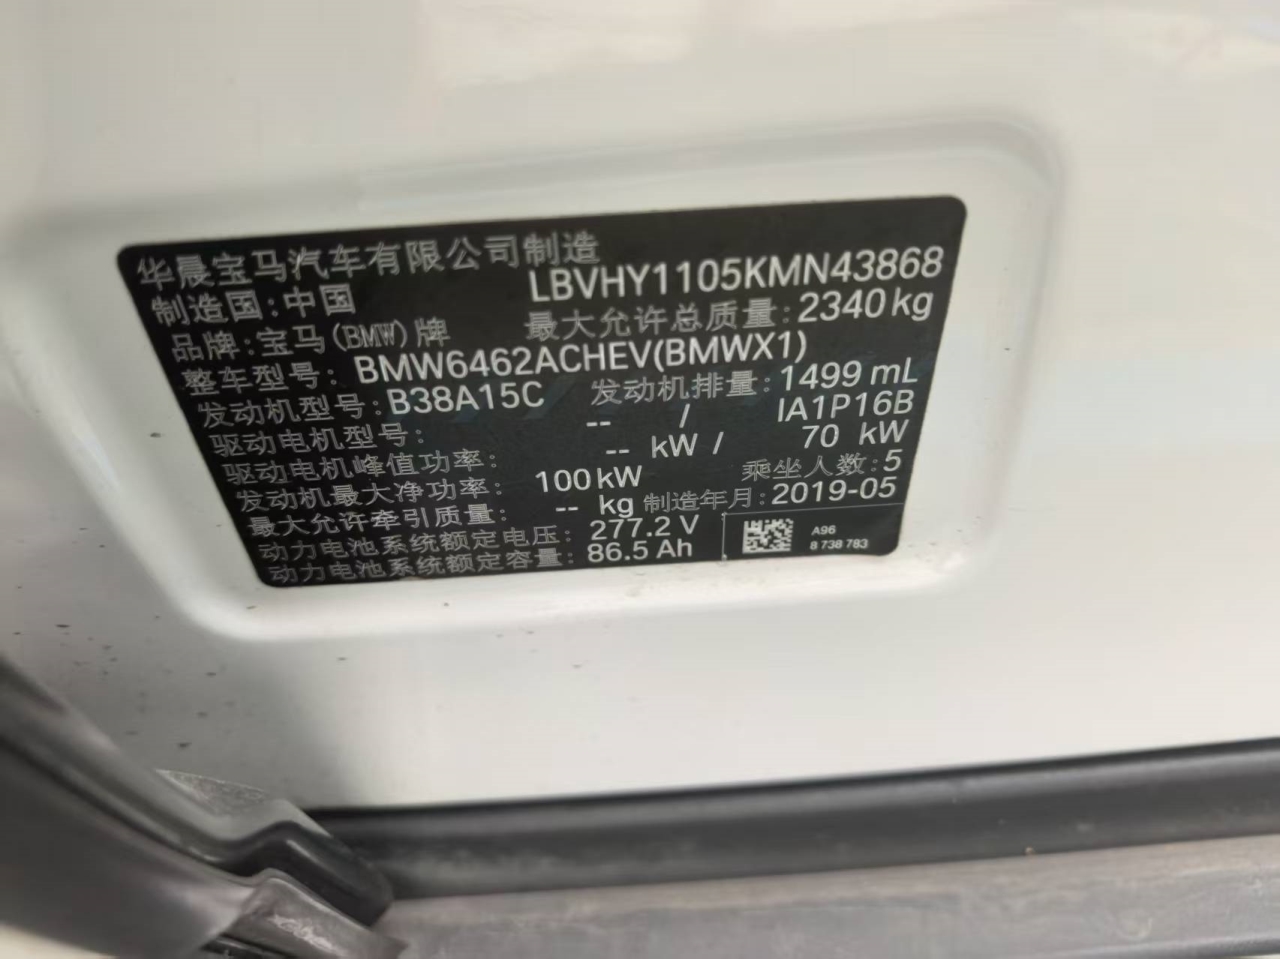 华晨宝马汽车有限公司制造
制造国:中国 LBVHY1105KMN43868
品牌:宝马(BMW)牌 最大允许总质量:2340kg
整车型号: BMW6462ACHEV(BMWX1)
发动机型号:B38A15C 发动机排量:1499 mL
驱动电机型号: -- / IA1P16B
驱动电机峰值功率: -- kW / 70 kW
发动机最大净功率: 100kW 乘坐人数:5
最大允许牵引质量: -- kg 制造年月:2019-05
动力电池系统额定电压: 277.2 V
动力电池系统额定容量: 86.5 Ah
A96
8 738 783